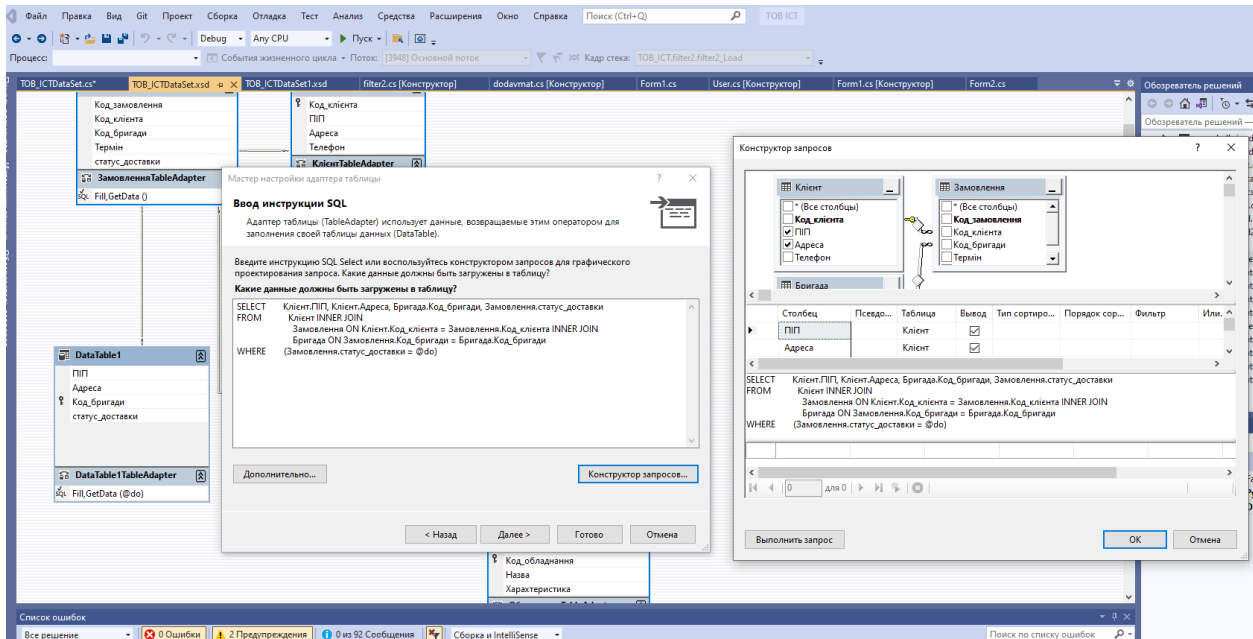 Файл Правка Вид Git Проект Сборка Отладка Тест Анализ Средства Расширения Окно Справка Поиск (Ctrl+Q) TOB ICT
Debug Any CPU Пуск
Процесс: События жизненного цикла Поток: [3948] Основной поток Кадр стека: TOB_ICT.filter2.filter2_Load
TOB_ICTDataSet.cs* TOB_ICTDataSet.xsd TOB_ICTDataSet1.xsd filter2.cs [Конструктор] dodavmat.cs [Конструктор] Form1.cs User.cs [Конструктор] Form1.cs [Конструктор] Form2.cs
Обозреватель решений
Обозреватель решений —
Код_замовлення
Код_клієнта
Код_бригади
Термін
статус_доставки
ЗамовленняTableAdapter
Fill,GetData ()
Код_клієнта
ПІП
Адреса
Телефон
КлієнтTableAdapter
DataTable1
ПІП
Адреса
Код_бригади
статус_доставки
DataTable1TableAdapter
Fill,GetData (@do)
Мастер настройки адаптера таблицы ? ×
Ввод инструкции SQL
Адаптер таблицы (TableAdapter) использует данные, возвращаемые этим оператором для
заполнения своей таблицы данных (DataTable).
Введите инструкцию SQL Select или воспользуйтесь конструктором запросов для графического
проектирования запроса. Какие данные должны быть загружены в таблицу?
Какие данные должны быть загружены в таблицу?
SELECT Клієнт.ПІП, Клієнт.Адреса, Бригада.Код_бригади, Замовлення.статус_доставки
FROM Клієнт INNER JOIN
Замовлення ON Клієнт.Код_клієнта = Замовлення.Код_клієнта INNER JOIN
Бригада ON Замовлення.Код_бригади = Бригада.Код_бригади
WHERE (Замовлення.статус_доставки = @do)
Дополнительно... Конструктор запросов...
< Назад Далее > Готово Отмена
Код_обладнання
Назва
Характеристика
Конструктор запросов ? ×
Клієнт
* (Все столбцы)
Код_клієнта
ПІП
Адреса
Телефон
Замовлення
* (Все столбцы)
Код_замовлення
Код_клієнта
Код_бригади
Термін
Бригада
Столбец Псевдо... Таблица Вывод Тип сортиро... Порядок сор... Фильтр Или.
ПІП Клієнт
Адреса Клієнт
SELECT Клієнт.ПІП, Клієнт.Адреса, Бригада.Код_бригади, Замовлення.статус_доставки
FROM Клієнт INNER JOIN
Замовлення ON Клієнт.Код_клієнта = Замовлення.Код_клієнта INNER JOIN
Бригада ON Замовлення.Код_бригади = Бригада.Код_бригади
WHERE (Замовлення.статус_доставки = @do)
0 для 0
Выполнить запрос ОК Отмена
Список ошибок
Все решение 0 Ошибки 2 Предупреждения 0 из 92 Сообщения Сборка и IntelliSense Поиск по списку ошибок